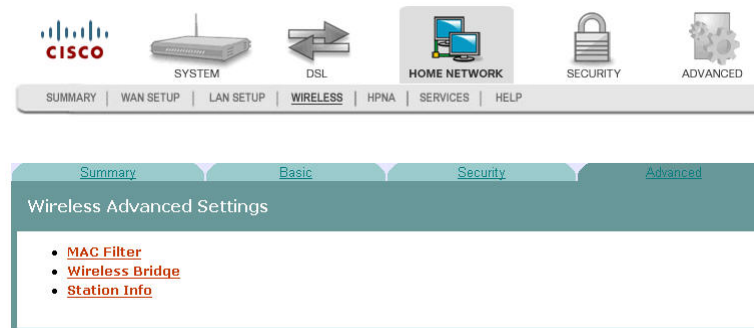 CISCO
SYSTEM DSL HOME NETWORK SECURITY ADVANCED
SUMMARY | WAN SETUP | LAN SETUP | WIRELESS | HPNA | SERVICES | HELP
Summary Basic Security Advanced
Wireless Advanced Settings
• MAC Filter
• Wireless Bridge
• Station Info